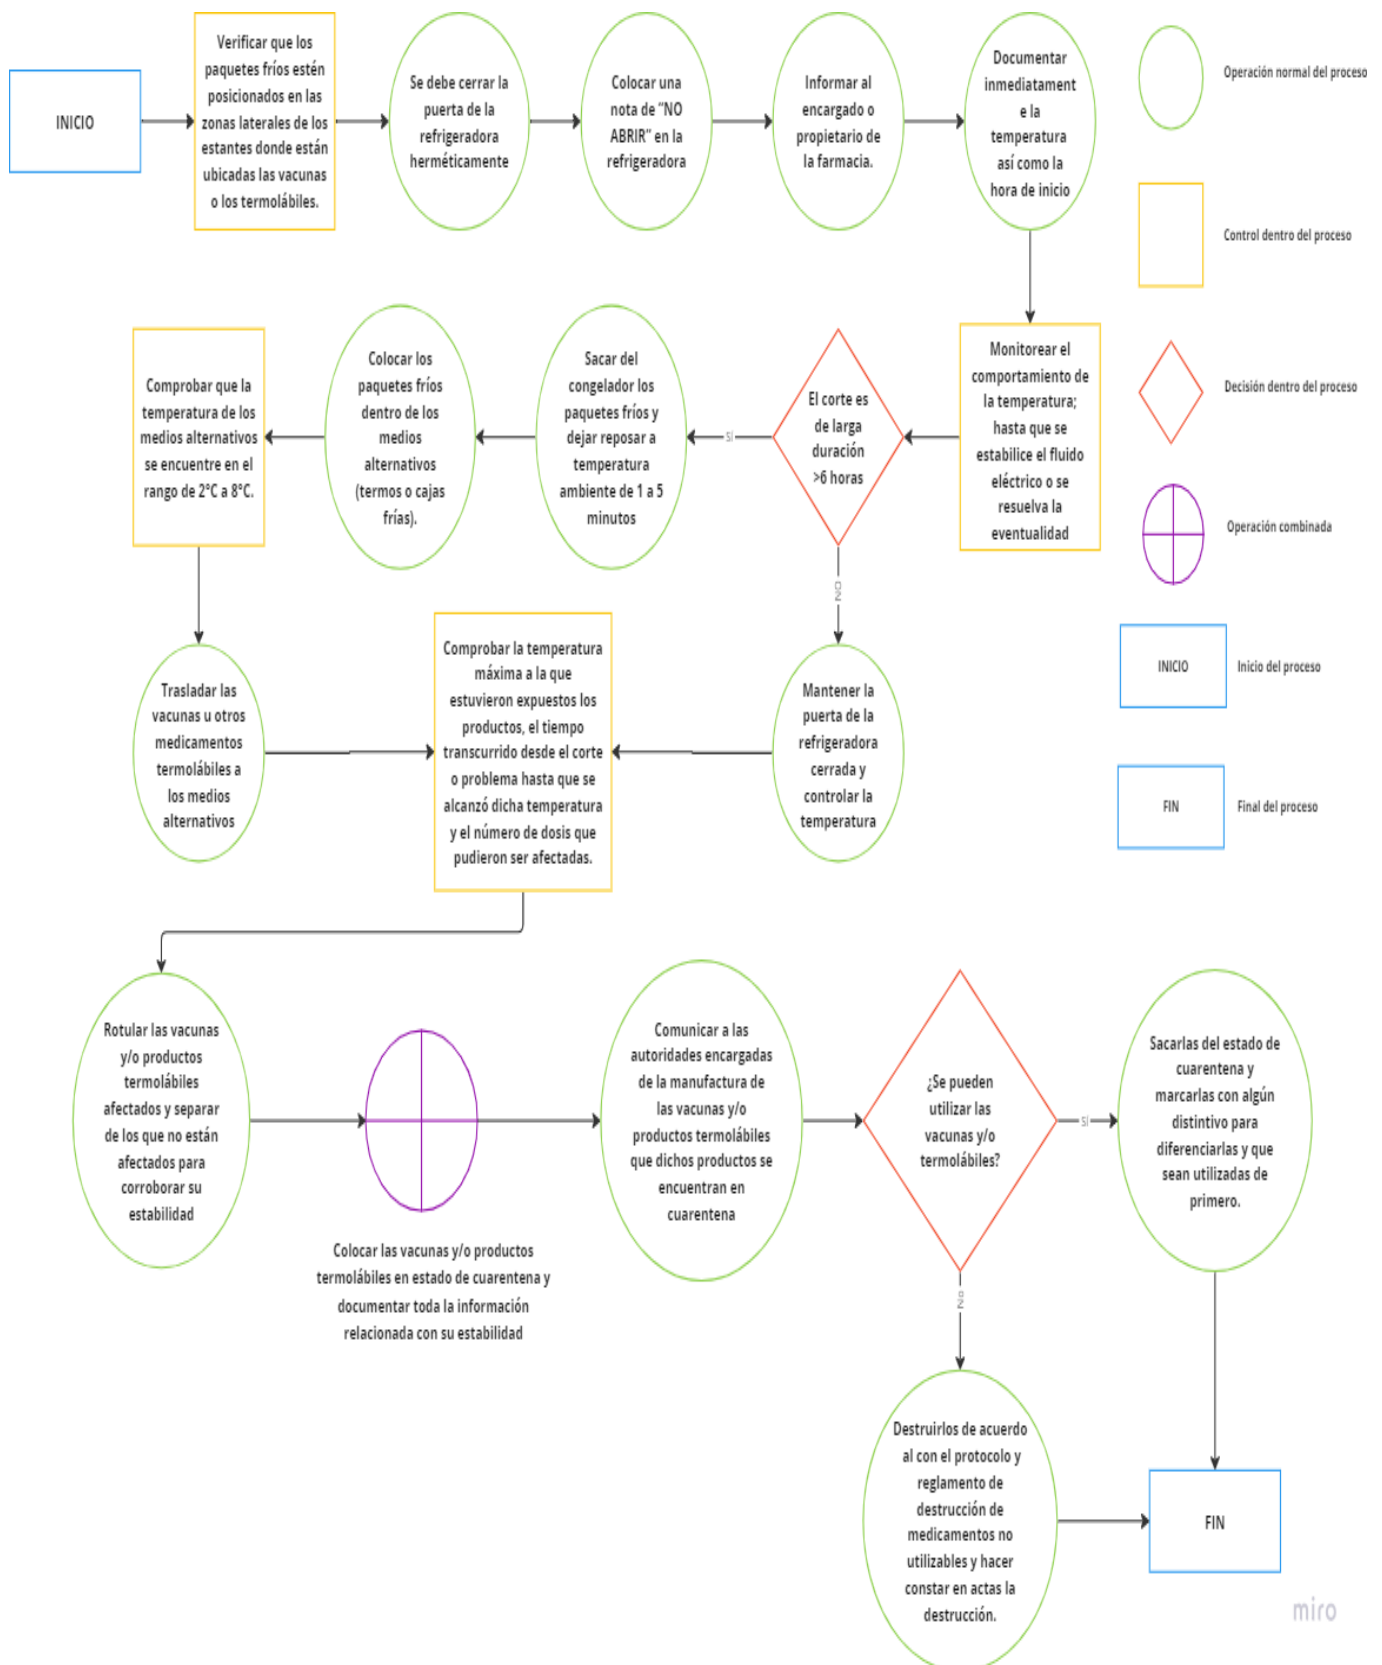 INICIO
Verificar que los
paquetes fríos estén
posicionados en las
zonas laterales de los
estantes donde están
ubicadas las vacunas
o los termolábiles.
Se debe cerrar la
puerta de la
refrigeradora
herméticamente
Colocar una
nota de "NO
ABRIR" en la
refrigeradora
Informar al
encargado o
propietario de
la farmacia.
Documentar
inmediatament
e la
temperatura
así como la
hora de inicio
Operación normal del proceso
Control dentro del proceso
Decisión dentro del proceso
Operación combinada
INICIO
Inicio del proceso
FIN
Final del proceso
Monitorear el
comportamiento de
la temperatura;
hasta que se
estabilice el fluido
eléctrico o se
resuelva la
eventualidad
El corte es
de larga
duración
>6 horas
SÍ
NO
Sacar del
congelador los
paquetes fríos y
dejar reposar a
temperatura
ambiente de 1 a 5
minutos
Colocar los
paquetes fríos
dentro de los
medios
alternativos
(termos o cajas
frías).
Comprobar que la
temperatura de los
medios alternativos
se encuentre en el
rango de 2°C a 8°C.
Trasladar las
vacunas u otros
medicamentos
termolábiles a
los medios
alternativos
Comprobar la temperatura
máxima a la que
estuvieron expuestos los
productos, el tiempo
transcurrido desde el corte
o problema hasta que se
alcanzó dicha temperatura
y el número de dosis que
pudieron ser afectadas.
Mantener la
puerta de la
refrigeradora
cerrada y
controlar la
temperatura
Rotular las vacunas
y/o productos
termolábiles
afectados y separar
de los que no están
afectados para
corroborar su
estabilidad
Colocar las vacunas y/o productos
termolábiles en estado de cuarentena y
documentar toda la información
relacionada con su estabilidad
Comunicar a las
autoridades encargadas
de la manufactura de
las vacunas y/o
productos termolábiles
que dichos productos se
encuentran en
cuarentena
¿Se pueden
utilizar las
vacunas y/o
termolábiles?
SÍ
No
Sacarlas del estado de
cuarentena y
marcarlas con algún
distintivo para
diferenciarlas y que
sean utilizadas de
primero.
Destruirlos de acuerdo
al con el protocolo y
reglamento de
destrucción de
medicamentos no
utilizables y hacer
constar en actas la
destrucción.
FIN
miro